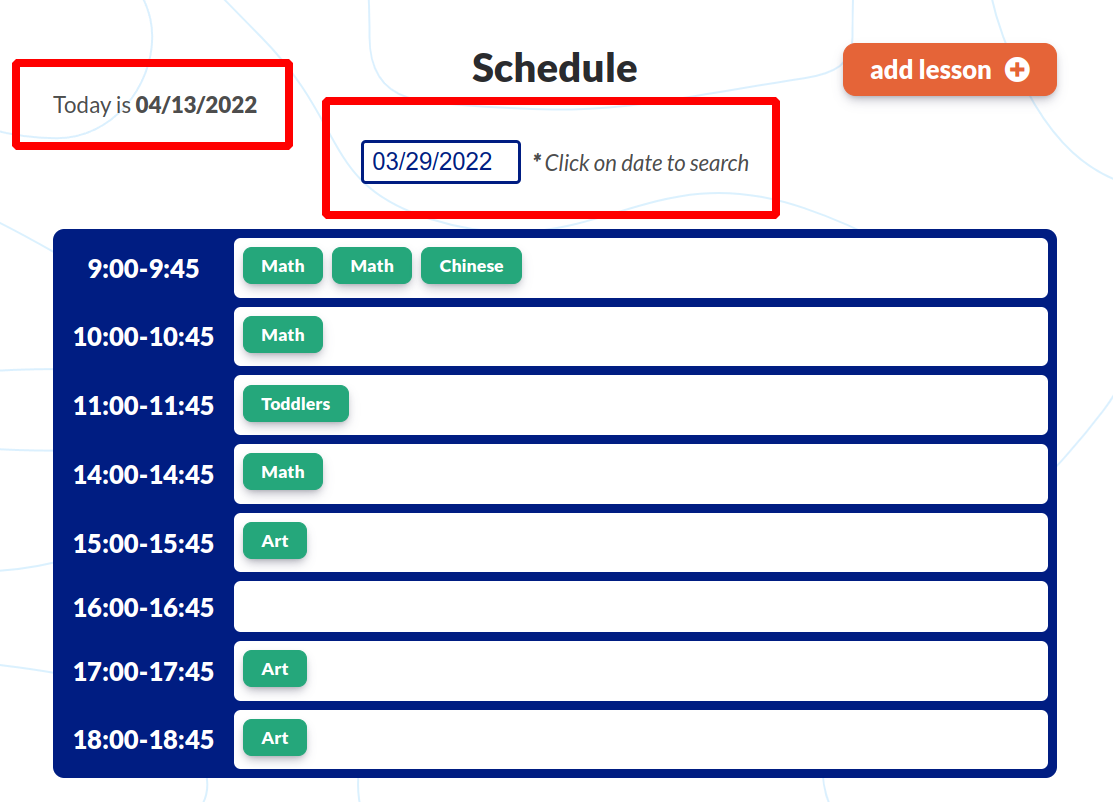 Schedule
add lesson
Today is 04/13/2022
03/29/2022 * Click on date to search
9:00-9:45 Math Math Chinese
10:00-10:45 Math
11:00-11:45 Toddlers
14:00-14:45 Math
15:00-15:45 Art
16:00-16:45
17:00-17:45 Art
18:00-18:45 Art